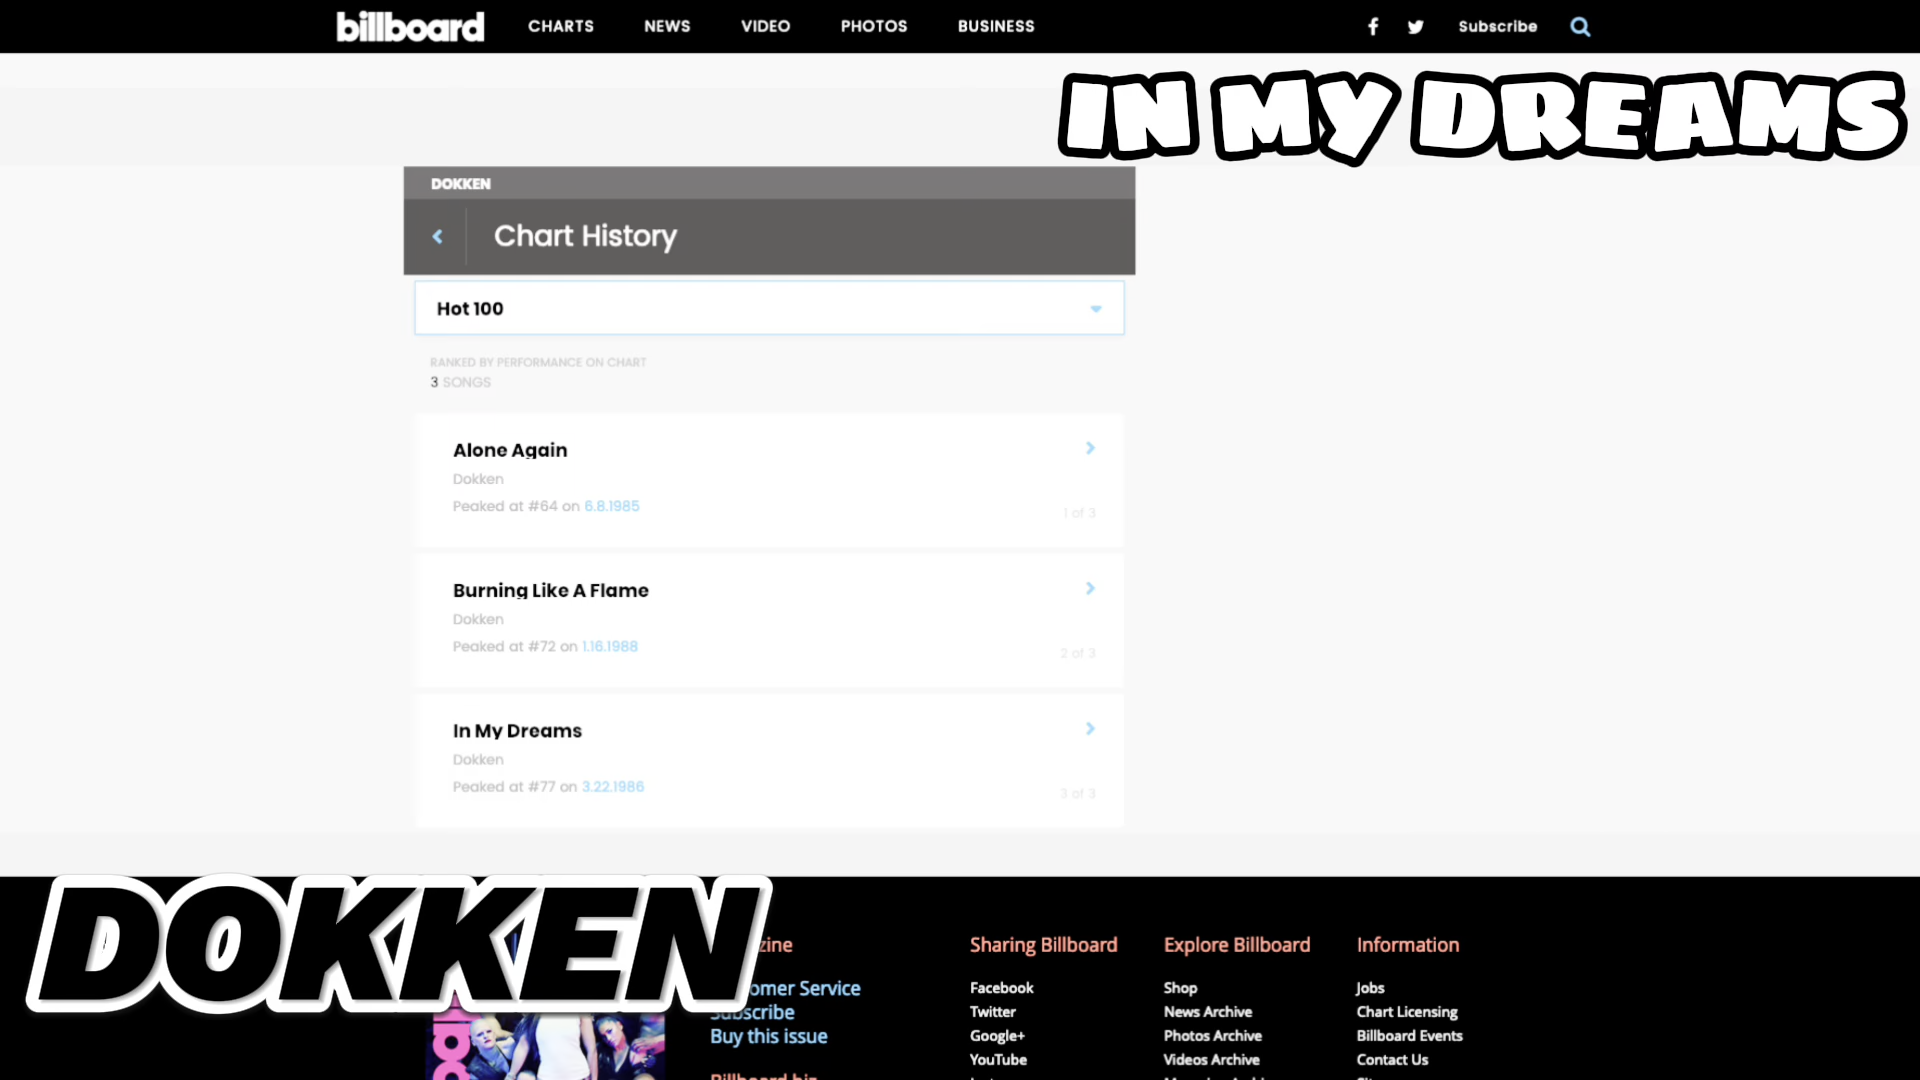 billboard CHARTS NEWS VIDEO PHOTOS BUSINESS Subscribe
IN MY DREAMS
DOKKEN
Chart History
Hot 100
RANKED BY PERFORMANCE ON CHART
3 SONGS
Alone Again
Dokken
Peaked at #64 on 6.8.1985
1 of 3
Burning Like A Flame
Dokken
Peaked at #72 on 1.16.1988
2 of 3
In My Dreams
Dokken
Peaked at #77 on 3.22.1986
3 of 3
DOKKEN
Subscribe
Buy this issue
Sharing Billboard
Facebook
Twitter
Google+
YouTube
Explore Billboard
Shop
News Archive
Photos Archive
Videos Archive
Information
Jobs
Chart Licensing
Billboard Events
Contact Us